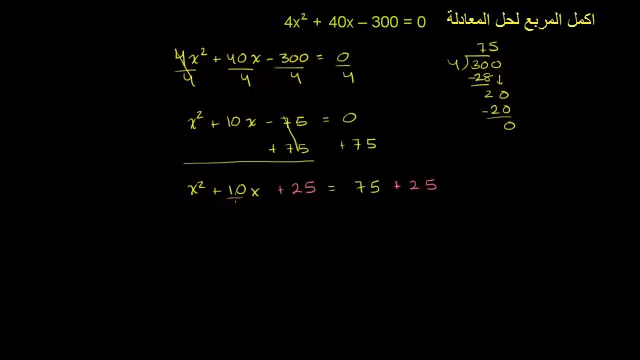 4x² + 40x – 300 = 0 اكمل المربع لحل المعادلة
4x²/4 + 40x/4 - 300/4 = 0/4
x² + 10x - 75 = 0
+75 +75
x² + 10x + 25 = 75 + 25
75
4)300
-28↓
20
-20
0